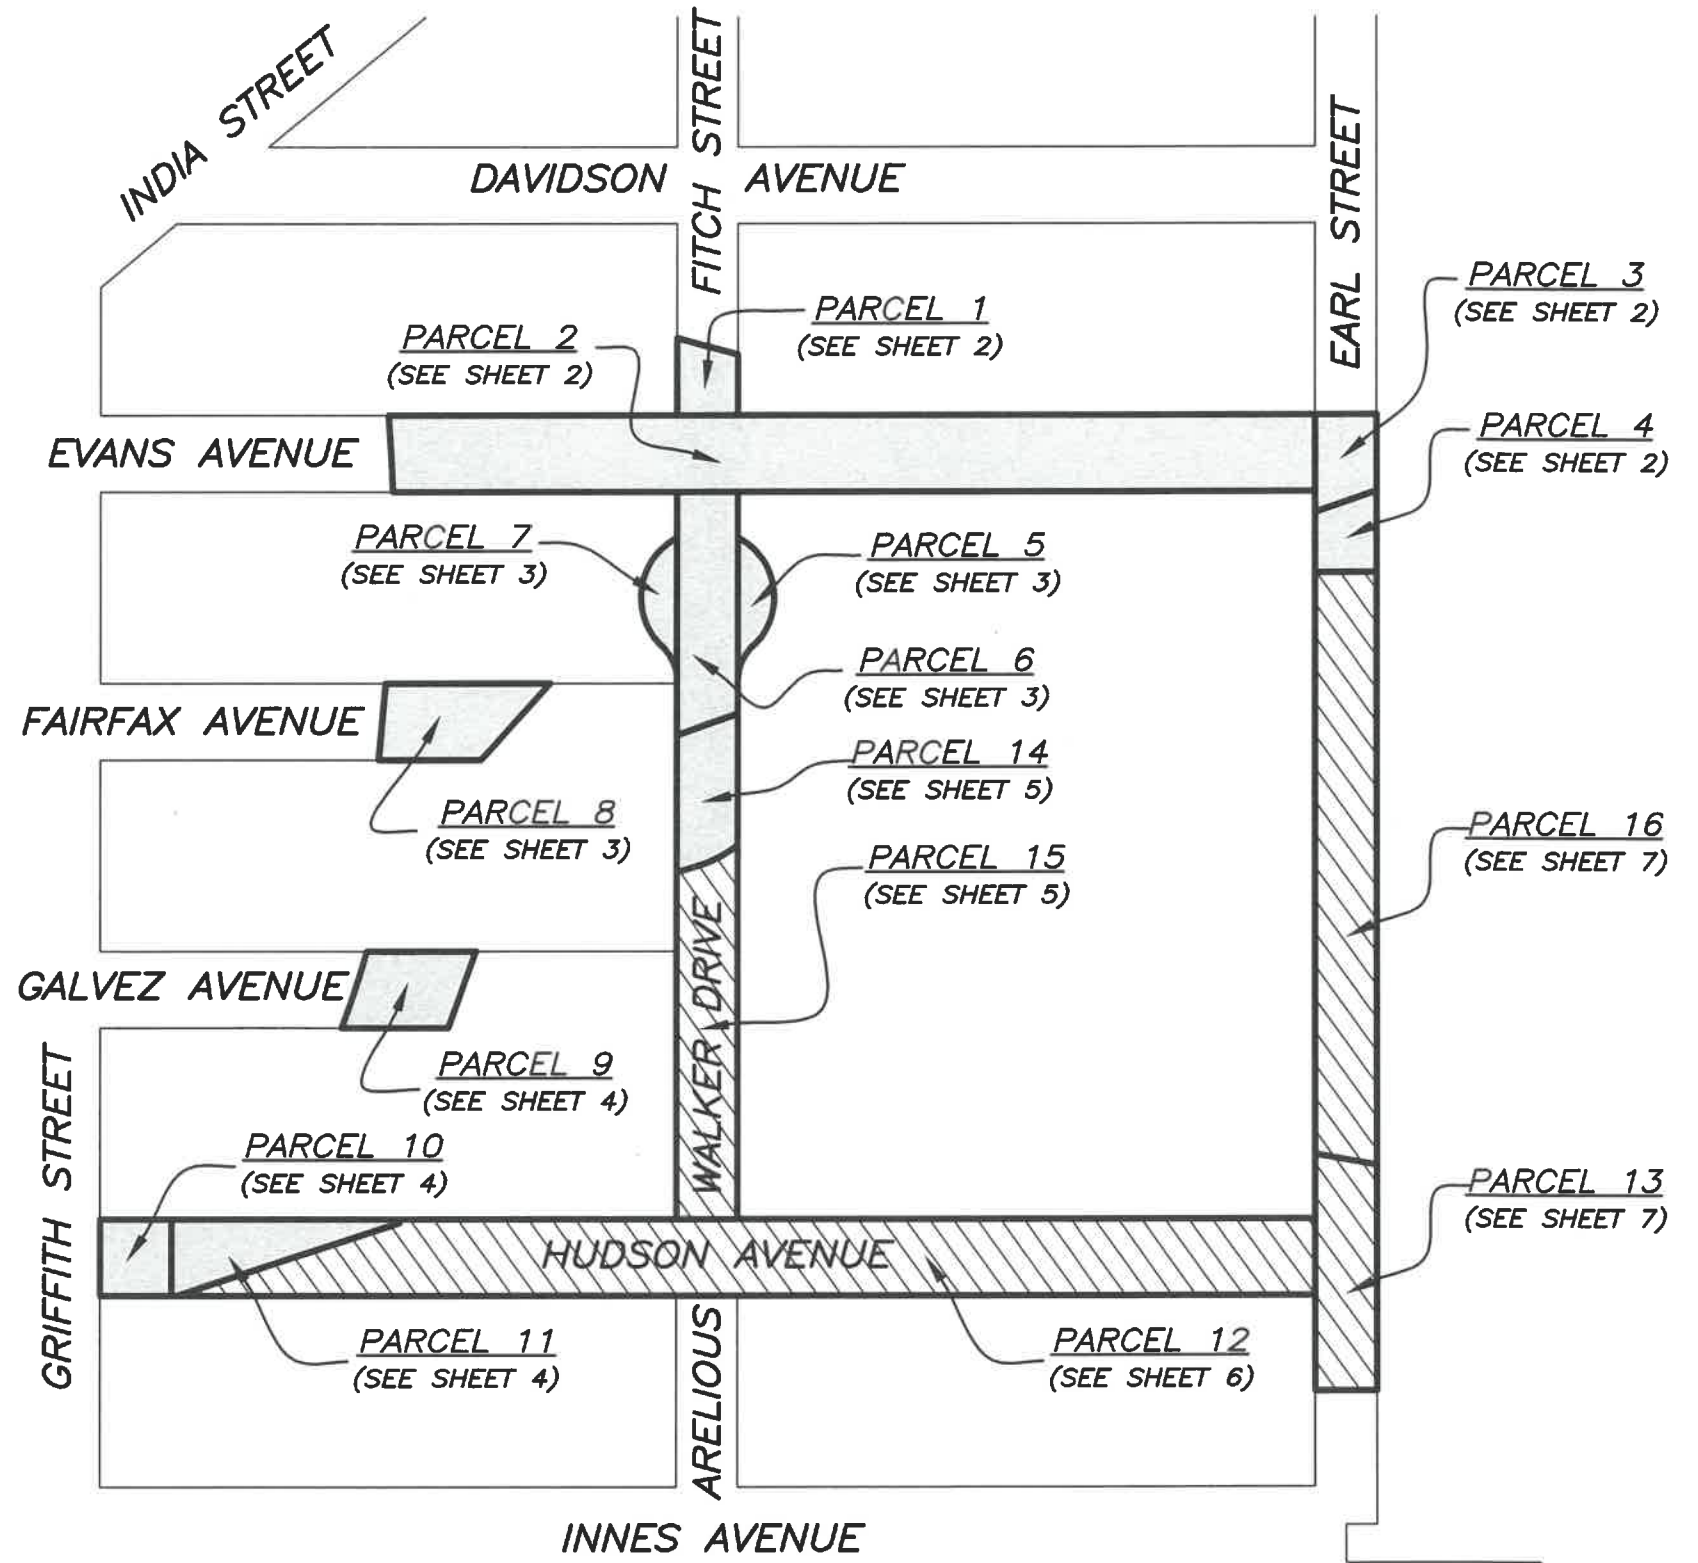 INDIA STREET
FITCH STREET
DAVIDSON AVENUE
EARL STREET
PARCEL 3
(SEE SHEET 2)
PARCEL 1
(SEE SHEET 2)
PARCEL 2
(SEE SHEET 2)
PARCEL 4
(SEE SHEET 2)
EVANS AVENUE
PARCEL 7
(SEE SHEET 3)
PARCEL 5
(SEE SHEET 3)
PARCEL 6
(SEE SHEET 3)
FAIRFAX AVENUE
PARCEL 14
(SEE SHEET 5)
PARCEL 8
(SEE SHEET 3)
PARCEL 16
(SEE SHEET 7)
PARCEL 15
(SEE SHEET 5)
GALVEZ AVENUE
PARCEL 9
(SEE SHEET 4)
GRIFFITH STREET
PARCEL 10
(SEE SHEET 4)
PARCEL 13
(SEE SHEET 7)
HUDSON AVENUE
PARCEL 11
(SEE SHEET 4)
PARCEL 12
(SEE SHEET 6)
ARELIOUS WALKER DRIVE
INNES AVENUE